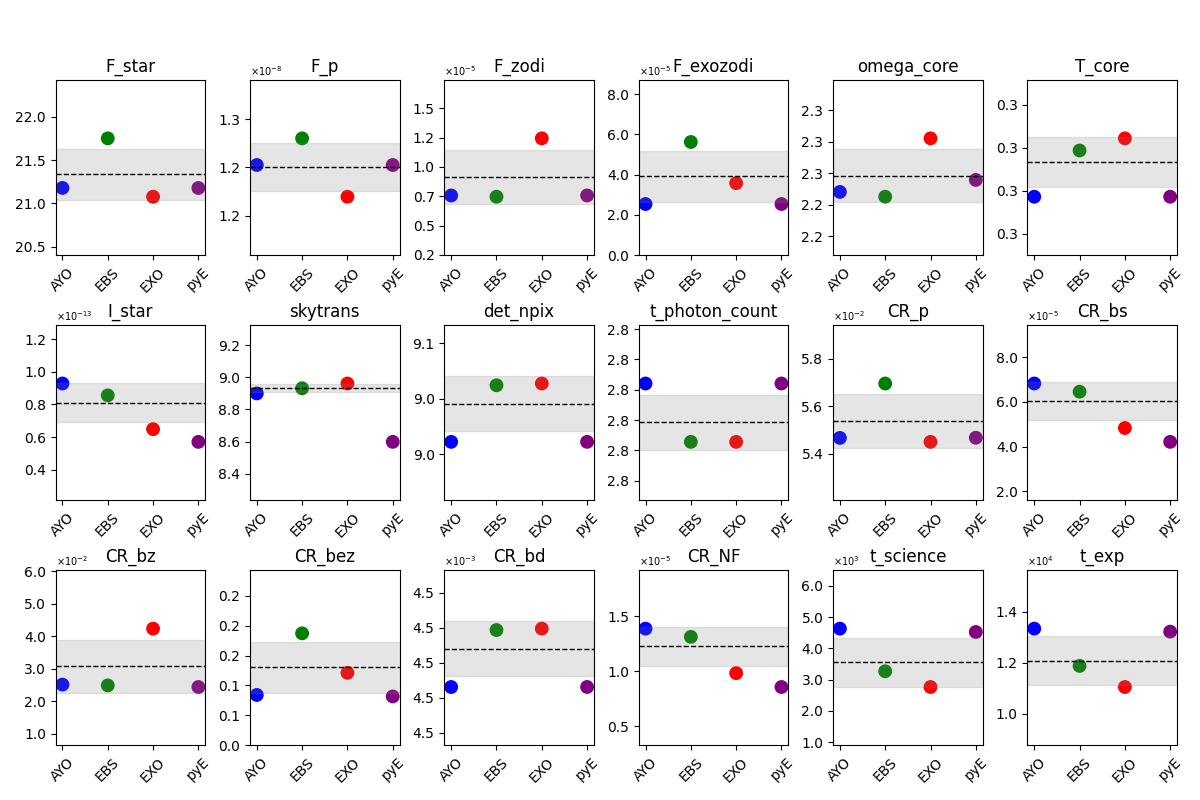 F_star
F_p
F_zodi
F_exozodi
omega_core
T_core
×10⁻⁸
×10⁻⁵
×10⁻⁵
22.0
21.5
21.0
20.5
1.3
1.2
1.2
1.5
1.2
1.0
0.7
0.5
0.2
8.0
6.0
4.0
2.0
0.0
2.3
2.3
2.3
2.2
2.2
0.3
0.3
0.3
0.3
AYO EBS EXO pyE
AYO EBS EXO pyE
AYO EBS EXO pyE
AYO EBS EXO pyE
AYO EBS EXO pyE
AYO EBS EXO pyE
I_star
skytrans
det_npix
t_photon_count
CR_p
CR_bs
×10⁻¹³
×10⁻²
×10⁻⁵
1.2
1.0
0.8
0.6
0.4
9.2
9.0
8.8
8.6
8.4
9.1
9.0
9.0
2.8
2.8
2.8
2.8
2.8
2.8
5.8
5.6
5.4
8.0
6.0
4.0
2.0
AYO EBS EXO pyE
AYO EBS EXO pyE
AYO EBS EXO pyE
AYO EBS EXO pyE
AYO EBS EXO pyE
AYO EBS EXO pyE
CR_bz
CR_bez
CR_bd
CR_NF
t_science
t_exp
×10⁻²
×10⁻³
×10⁻⁵
×10³
×10⁴
6.0
5.0
4.0
3.0
2.0
1.0
0.2
0.2
0.2
0.1
0.1
0.0
4.5
4.5
4.5
4.5
4.5
1.5
1.0
0.5
6.0
5.0
4.0
3.0
2.0
1.0
1.4
1.2
1.0
AYO EBS EXO pyE
AYO EBS EXO pyE
AYO EBS EXO pyE
AYO EBS EXO pyE
AYO EBS EXO pyE
AYO EBS EXO pyE